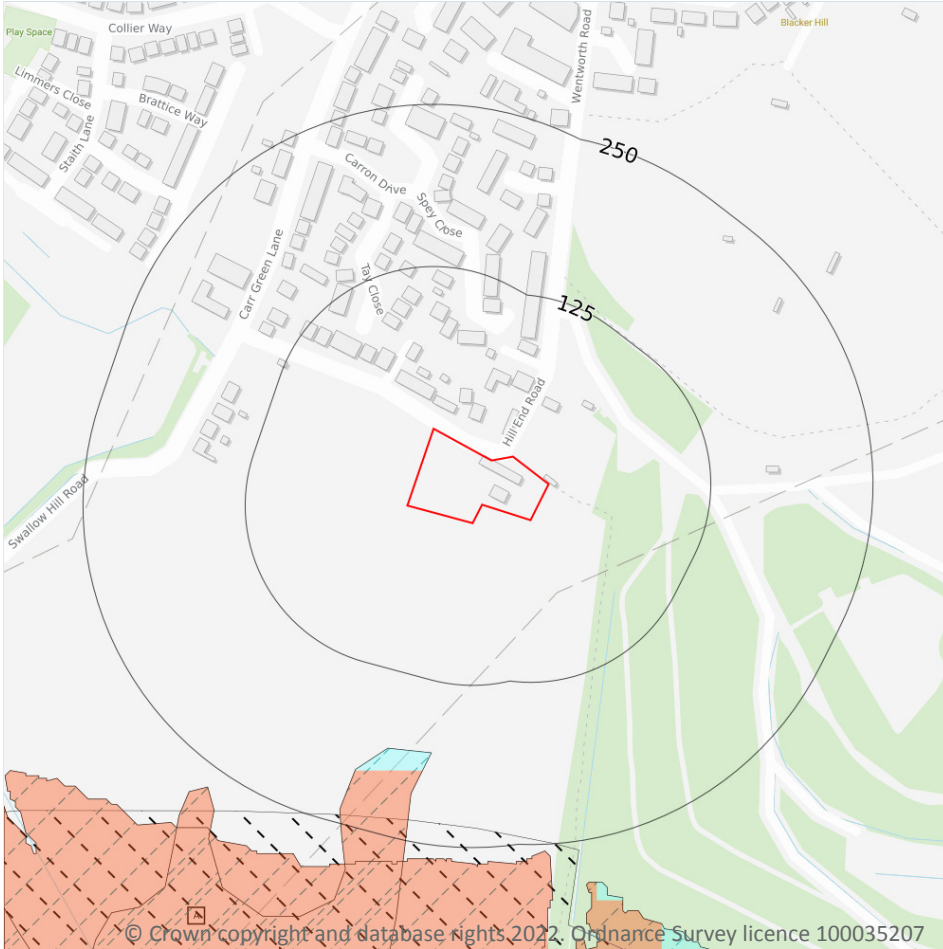 Play Space
Collier Way
Wentworth Road
Blacker Hill
Limmers Close
Brattice Way
Staith Lane
250
Carron Drive
Spey Close
Carr Green Lane
Tay Close
125
Hill End Road
Swallow Hill Road
A
© Crown copyright and database rights 2022. Ordnance Survey licence 100035207